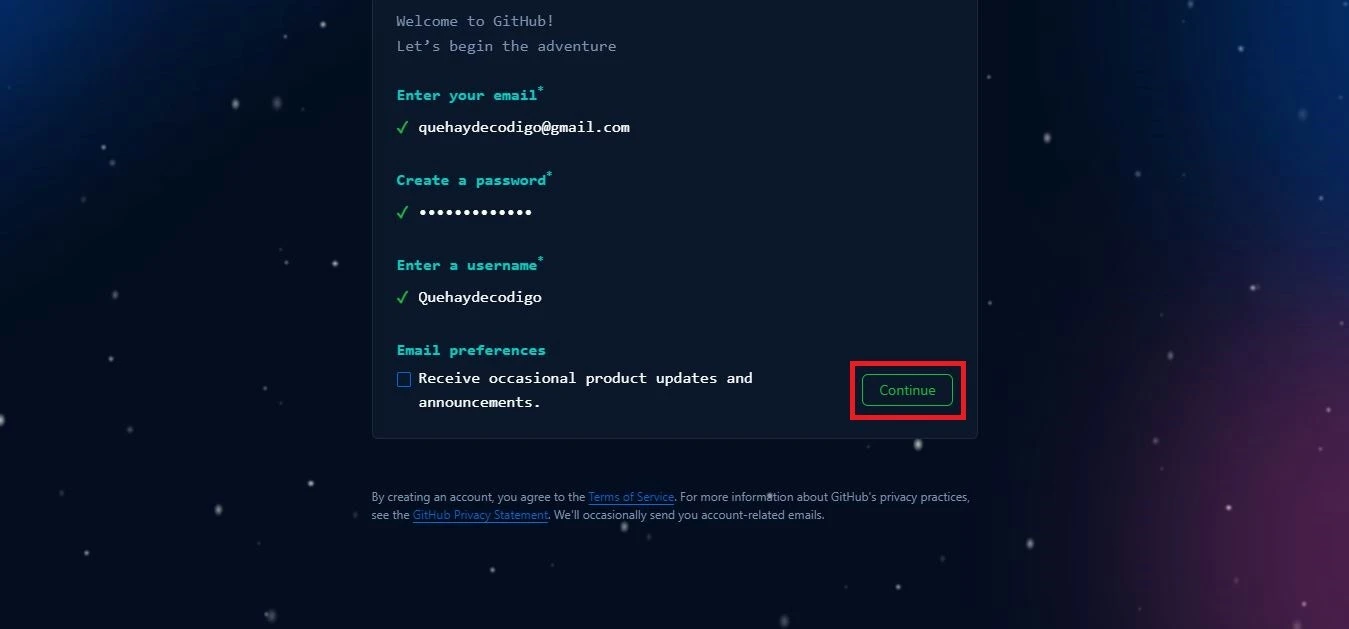 Welcome to GitHub!
Let’s begin the adventure
Enter your email*
✓ quehaydecodigo@gmail.com
Create a password*
✓ •••••••••••••
Enter a username*
✓ Quehaydecodigo
Email preferences
Receive occasional product updates and
announcements.
Continue
By creating an account, you agree to the Terms of Service. For more information about GitHub's privacy practices,
see the GitHub Privacy Statement. We'll occasionally send you account-related emails.